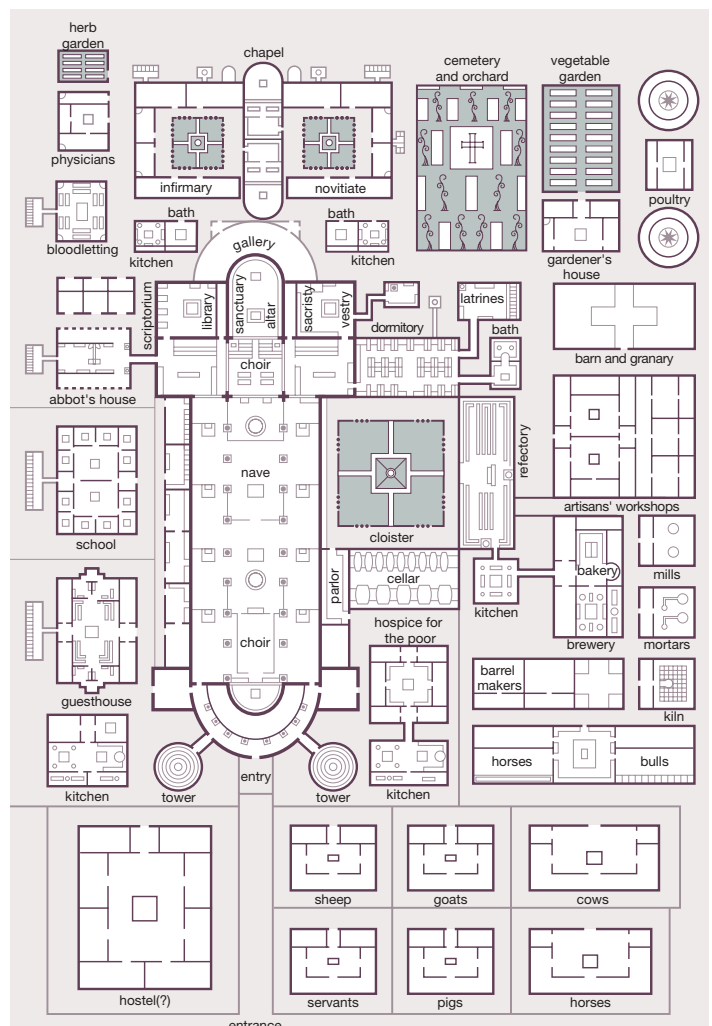 herb
garden
chapel
cemetery
and orchard
vegetable
garden
physicians
infirmary
novitiate
poultry
bloodletting
bath
kitchen
gallery
bath
kitchen
gardener's
house
scriptorium
library
sanctuary
altar
sacristy
vestry
dormitory
latrines
bath
barn and granary
choir
abbot's house
nave
refectory
cloister
artisans' workshops
school
parlor
cellar
kitchen
bakery
mills
choir
hospice for
the poor
brewery
mortars
guesthouse
barrel
makers
kiln
horses
bulls
kitchen
tower
entry
tower
kitchen
sheep
goats
cows
hostel(?)
servants
pigs
horses
entrance